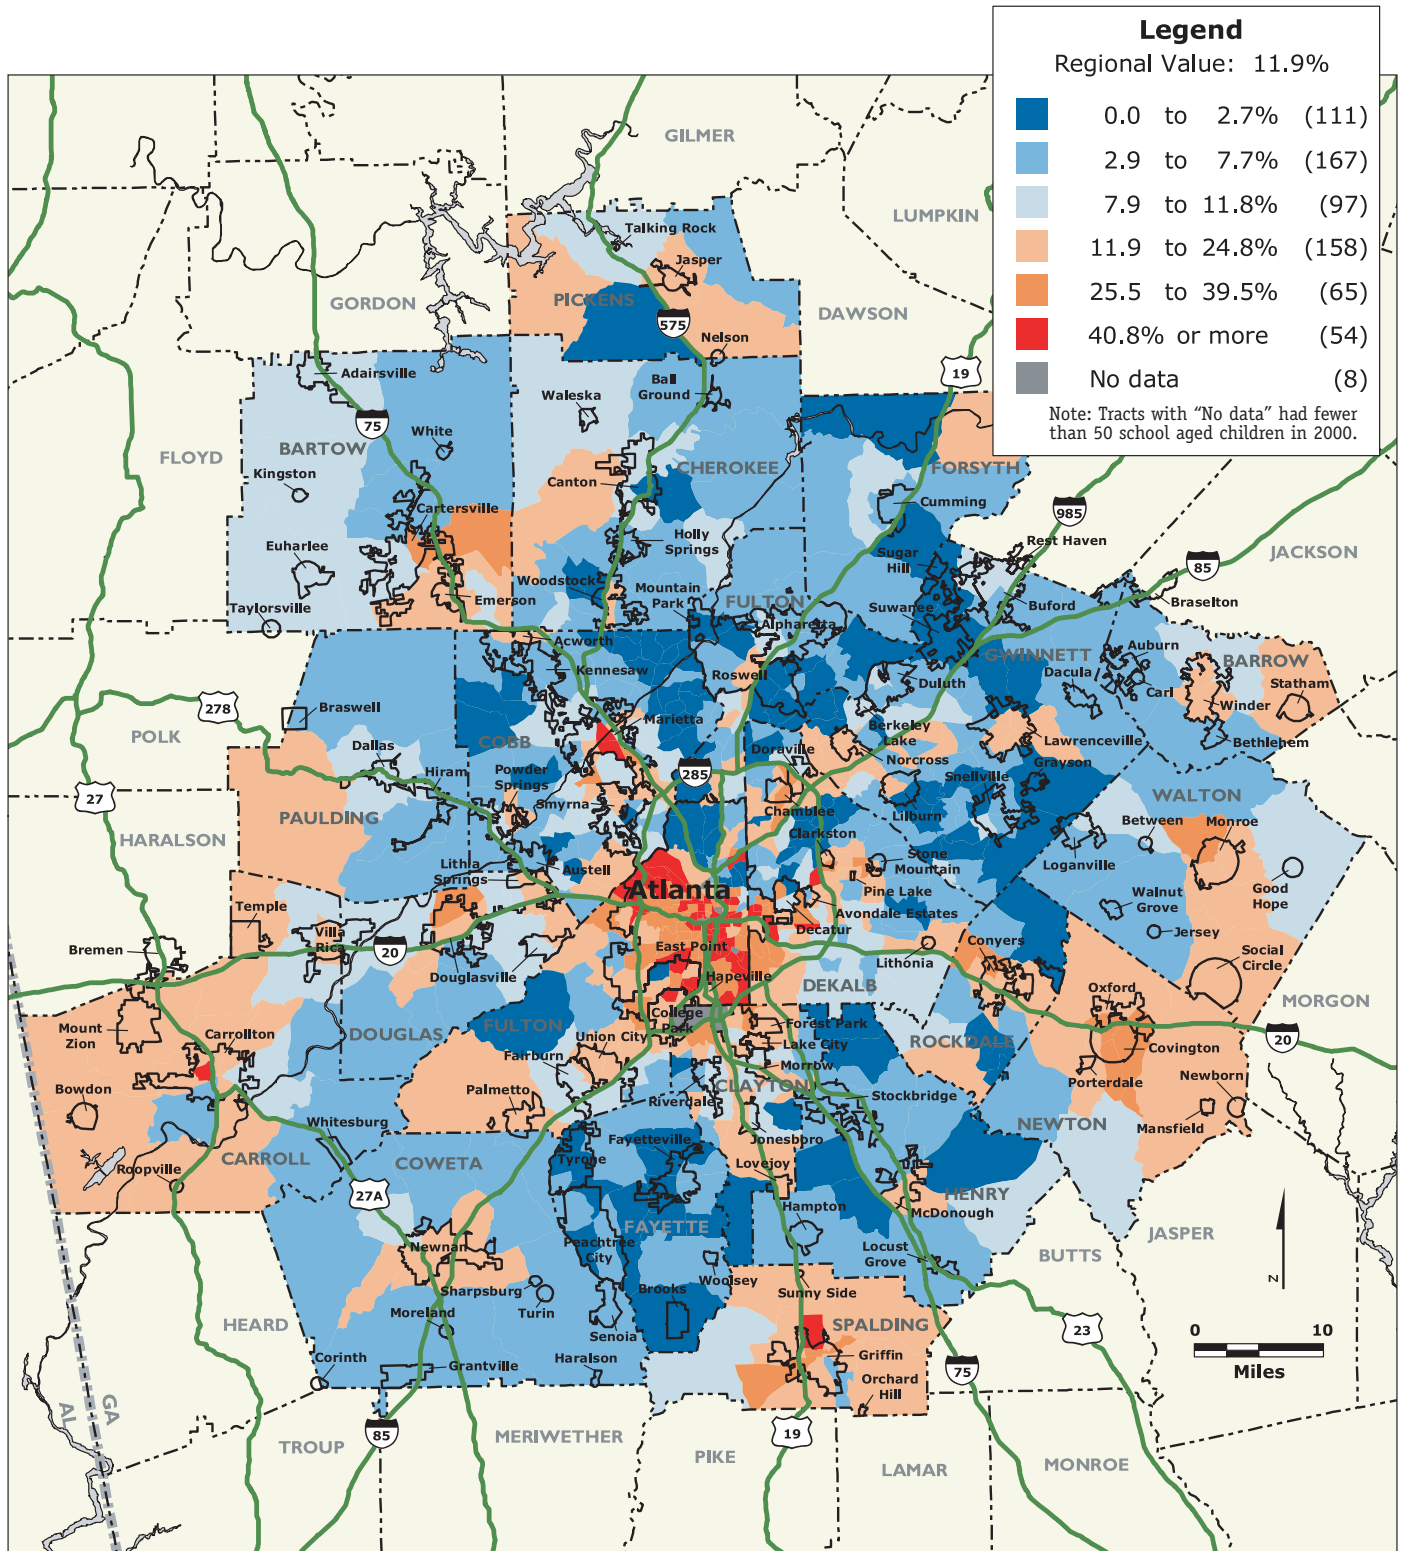 Legend
Regional Value: 11.9%
0.0 to 2.7% (111)
2.9 to 7.7% (167)
7.9 to 11.8% (97)
11.9 to 24.8% (158)
25.5 to 39.5% (65)
40.8% or more (54)
No data (8)
Note: Tracts with “No data” had fewer
than 50 school aged children in 2000.
GILMER
LUMPKIN
Talking Rock
Jasper
PICKENS
GORDON
DAWSON
575
Nelson
19
Adairsville
Ball
Ground
Waleska
75
White
BARTOW
FLOYD
CHEROKEE
FORSYTH
Kingston
Canton
Cumming
985
Cartersville
Holly
Springs
Rest Haven
JACKSON
Euharlee
Sugar
Hill
85
Woodstock
Mountain
Park
FULTON
Emerson
Taylorsville
Suwanee
Buford
Braselton
Alpharetta
Acworth
Auburn
GWINNETT
BARROW
Kennesaw
Roswell
Duluth
Dacula
Carl
Statham
278
Braswell
Winder
POLK
Marietta
Berkeley
Lake
COBB
Dallas
Doraville
Lawrenceville
Bethlehem
Norcross
Grayson
Hiram
Powder
Springs
285
Snellville
27
WALTON
Smyrna
Chamblee
Lilburn
PAULDING
Between
Monroe
HARALSON
Clarkston
Lithia
Springs
Austell
Stone
Mountain
Loganville
Atlanta
Pine Lake
Walnut
Grove
Good
Hope
Temple
Avondale Estates
Villa
Rica
Decatur
Jersey
Bremen
20
East Point
Conyers
Lithonia
Social
Circle
Douglasville
Hapeville
DEKALB
Oxford
MORGON
Mount
Zion
Carrollton
DOUGLAS
FULTON
College
Park
Forest Park
Union City
Lake City
ROCKDALE
Covington
20
Fairburn
Morrow
Bowdon
Palmetto
CLAYTON
Porterdale
Newborn
Riverdale
Stockbridge
Whitesburg
NEWTON
Mansfield
Fayetteville
Jonesboro
CARROLL
COWETA
Tyrone
Lovejoy
Roopville
27A
HENRY
Hampton
McDonough
FAYETTE
JASPER
Newnan
Peachtree
City
Locust
Grove
BUTTS
Woolsey
Sharpsburg
Brooks
Sunny Side
N
Moreland
Turin
HEARD
Senoia
SPALDING
23
0 10
Miles
Corinth
Grantville
Haralson
Griffin
75
Orchard
Hill
GA
AL
85
19
TROUP
MERIWETHER
PIKE
LAMAR
MONROE